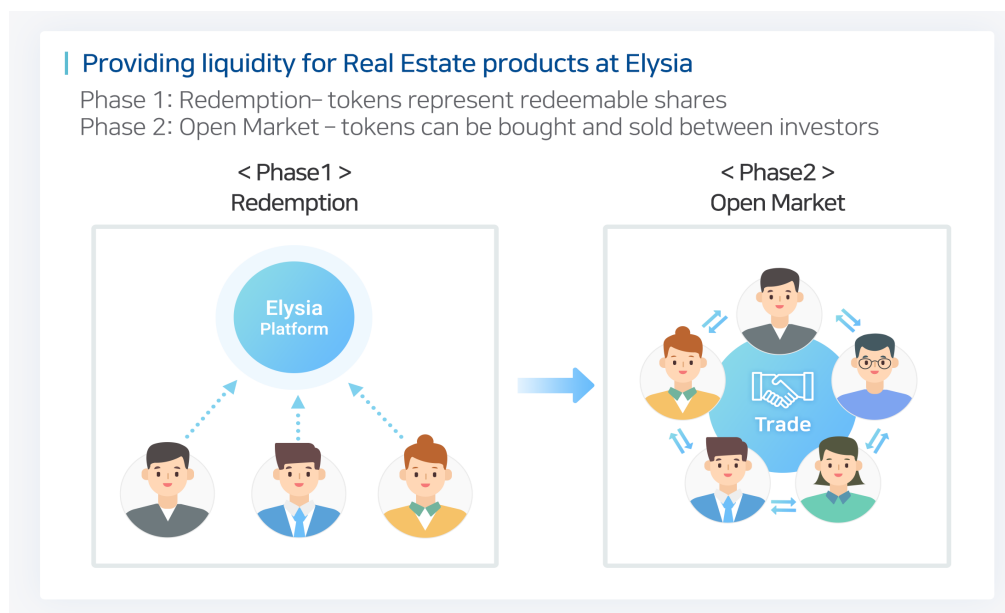 Providing liquidity for Real Estate products at Elysia
Phase 1: Redemption– tokens represent redeemable shares
Phase 2: Open Market – tokens can be bought and sold between investors
< Phase1 >
Redemption
Elysia
Platform
< Phase2 >
Open Market
Trade